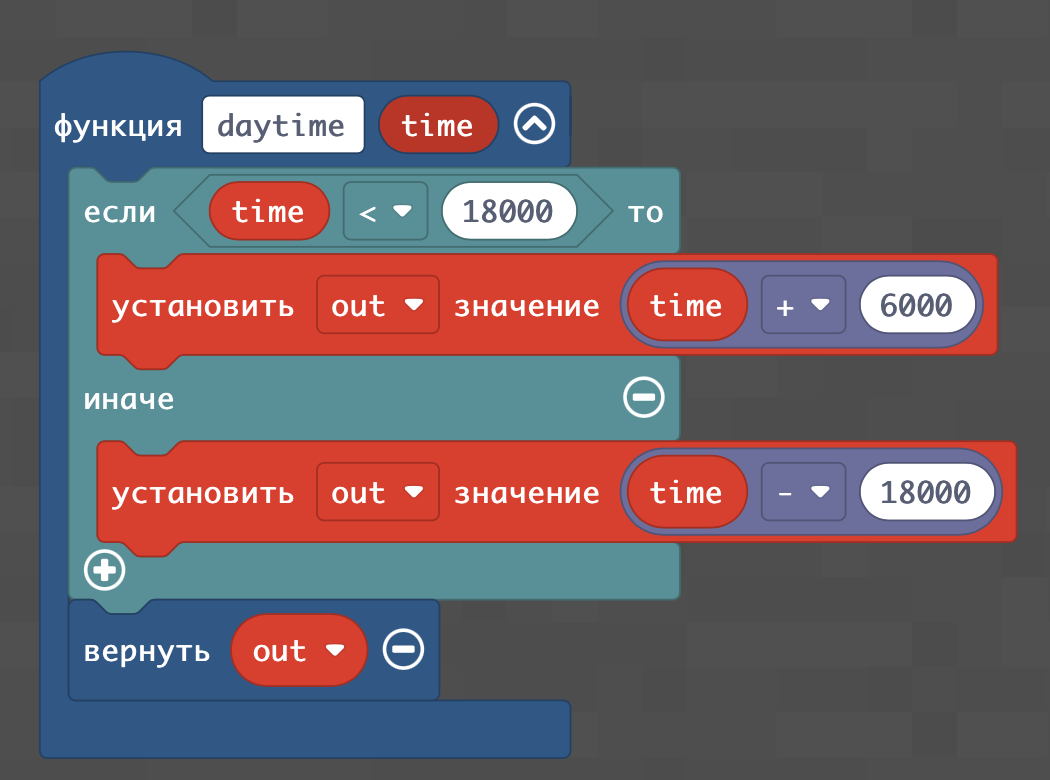 функция daytime time
если time < 18000 то
установить out значение time + 6000
иначе
установить out значение time - 18000
вернуть out